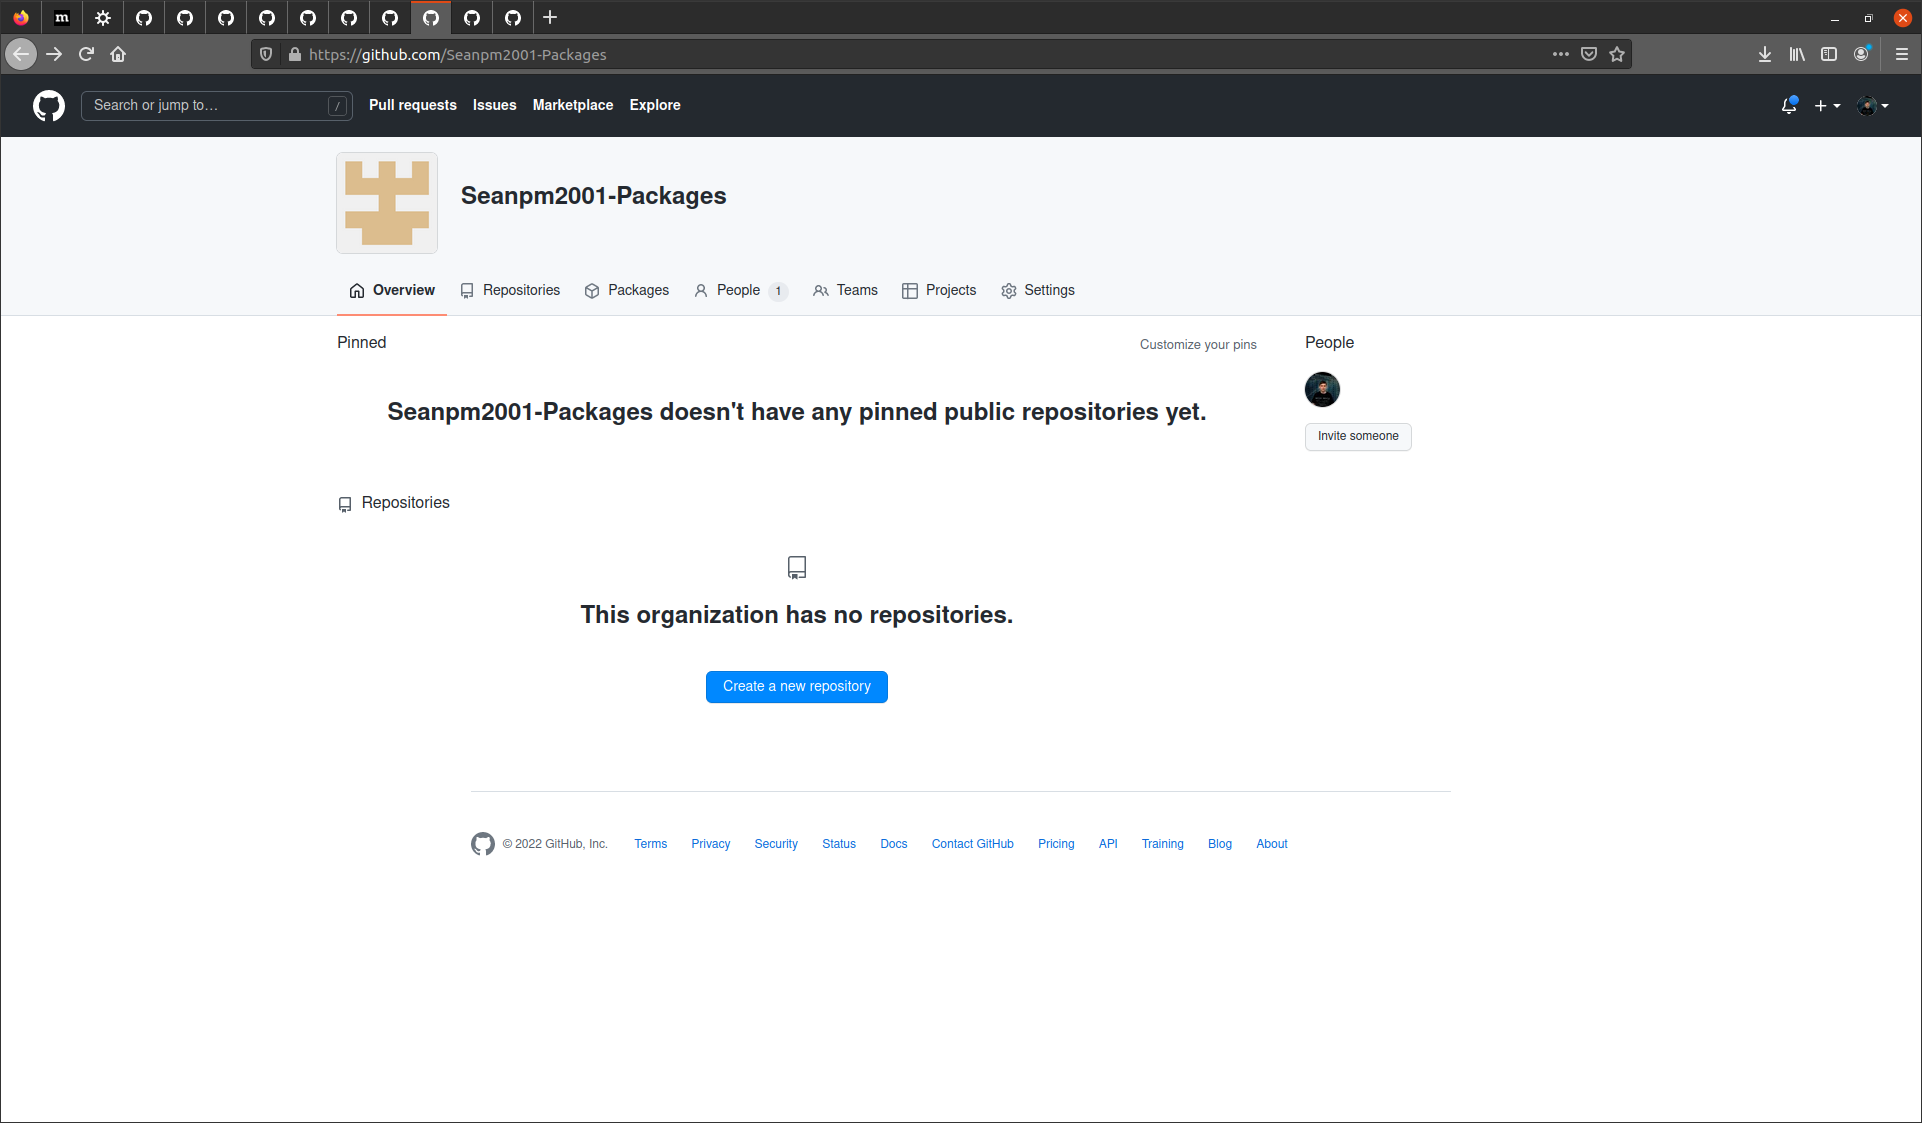 m
https://github.com/Seanpm2001-Packages
Search or jump to… /
Pull requests Issues Marketplace Explore
Seanpm2001-Packages
Overview Repositories Packages People 1 Teams Projects Settings
Pinned Customize your pins People
Seanpm2001-Packages doesn't have any pinned public repositories yet.
Invite someone
Repositories
This organization has no repositories.
Create a new repository
© 2022 GitHub, Inc. Terms Privacy Security Status Docs Contact GitHub Pricing API Training Blog About